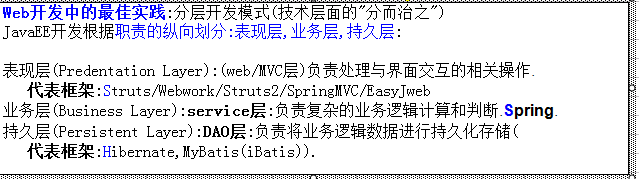 Web开发中的最佳实践:分层开发模式(技术层面的"分而治之")
JavaEE开发根据职责的纵向划分:表现层,业务层,持久层:
表现层(Predentation Layer):(web/MVC层)负责处理与界面交互的相关操作.
代表框架:Struts/Webwork/Struts2/SpringMVC/EasyJweb
业务层(Business Layer):service层:负责复杂的业务逻辑计算和判断.Spring.
持久层(Persistent Layer):DAO层:负责将业务逻辑数据进行持久化存储(
代表框架:Hibernate,MyBatis(iBatis)).